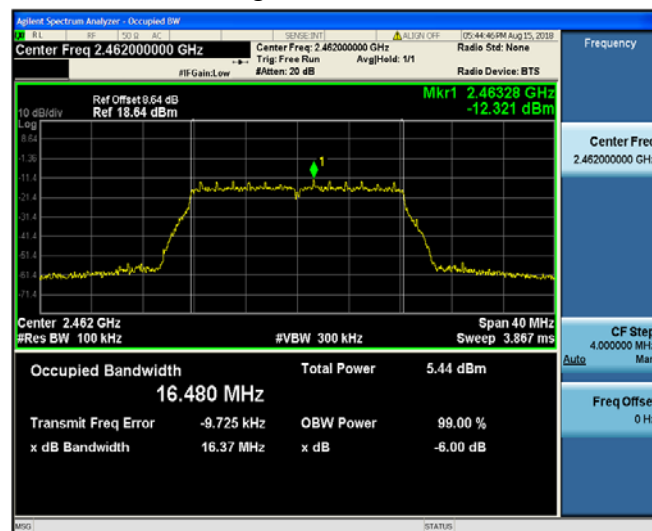 Agilent Spectrum Analyzer - Occupied BW
RL RF 50 Ω AC SENSE:INT ALIGN OFF 05:44:46PM Aug 15, 2018
Center Freq 2.462000000 GHz
Center Freq: 2.462000000 GHz
Radio Std: None
Trig: Free Run Avg|Hold: 1/1
#IFGain:Low #Atten: 20 dB Radio Device: BTS
Ref Offset 8.64 dB
10 dB/div Ref 18.64 dBm
Mkr1 2.46328 GHz
-12.321 dBm
Log
8.64
-1.36
-11.4
-21.4
-31.4
-41.4
-51.4
-61.4
-71.4
1
Center 2.462 GHz Span 40 MHz
#Res BW 100 kHz #VBW 300 kHz Sweep 3.867 ms
Occupied Bandwidth Total Power 5.44 dBm
16.480 MHz
Transmit Freq Error -9.725 kHz OBW Power 99.00 %
x dB Bandwidth 16.37 MHz x dB -6.00 dB
MSG STATUS
Frequency
Center Freq
2.462000000 GHz
CF Step
4.000000 MHz
Auto Man
Freq Offset
0 Hz